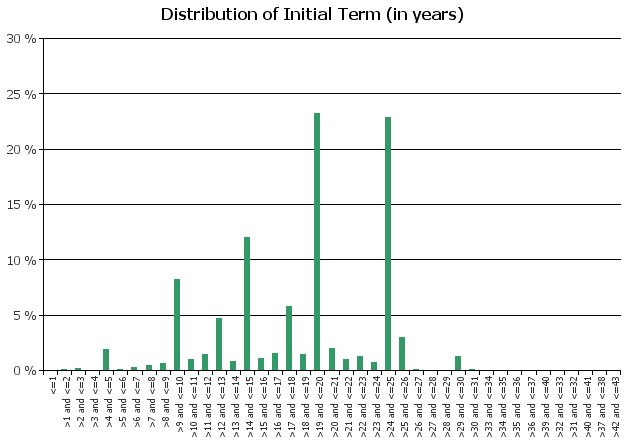 Distribution of Initial Term (in years)
30 %
25 %
20 %
15 %
10 %
5 %
0 %
<=1
>1 and <=2
>2 and <=3
>3 and <=4
>4 and <=5
>5 and <=6
>6 and <=7
>7 and <=8
>8 and <=9
>9 and <=10
>10 and <=11
>11 and <=12
>12 and <=13
>13 and <=14
>14 and <=15
>15 and <=16
>16 and <=17
>17 and <=18
>18 and <=19
>19 and <=20
>20 and <=21
>21 and <=22
>22 and <=23
>23 and <=24
>24 and <=25
>25 and <=26
>26 and <=27
>27 and <=28
>28 and <=29
>29 and <=30
>30 and <=31
>33 and <=34
>34 and <=35
>35 and <=36
>36 and <=37
>39 and <=40
>32 and <=33
>31 and <=32
>40 and <=41
>37 and <=38
>42 and <=43